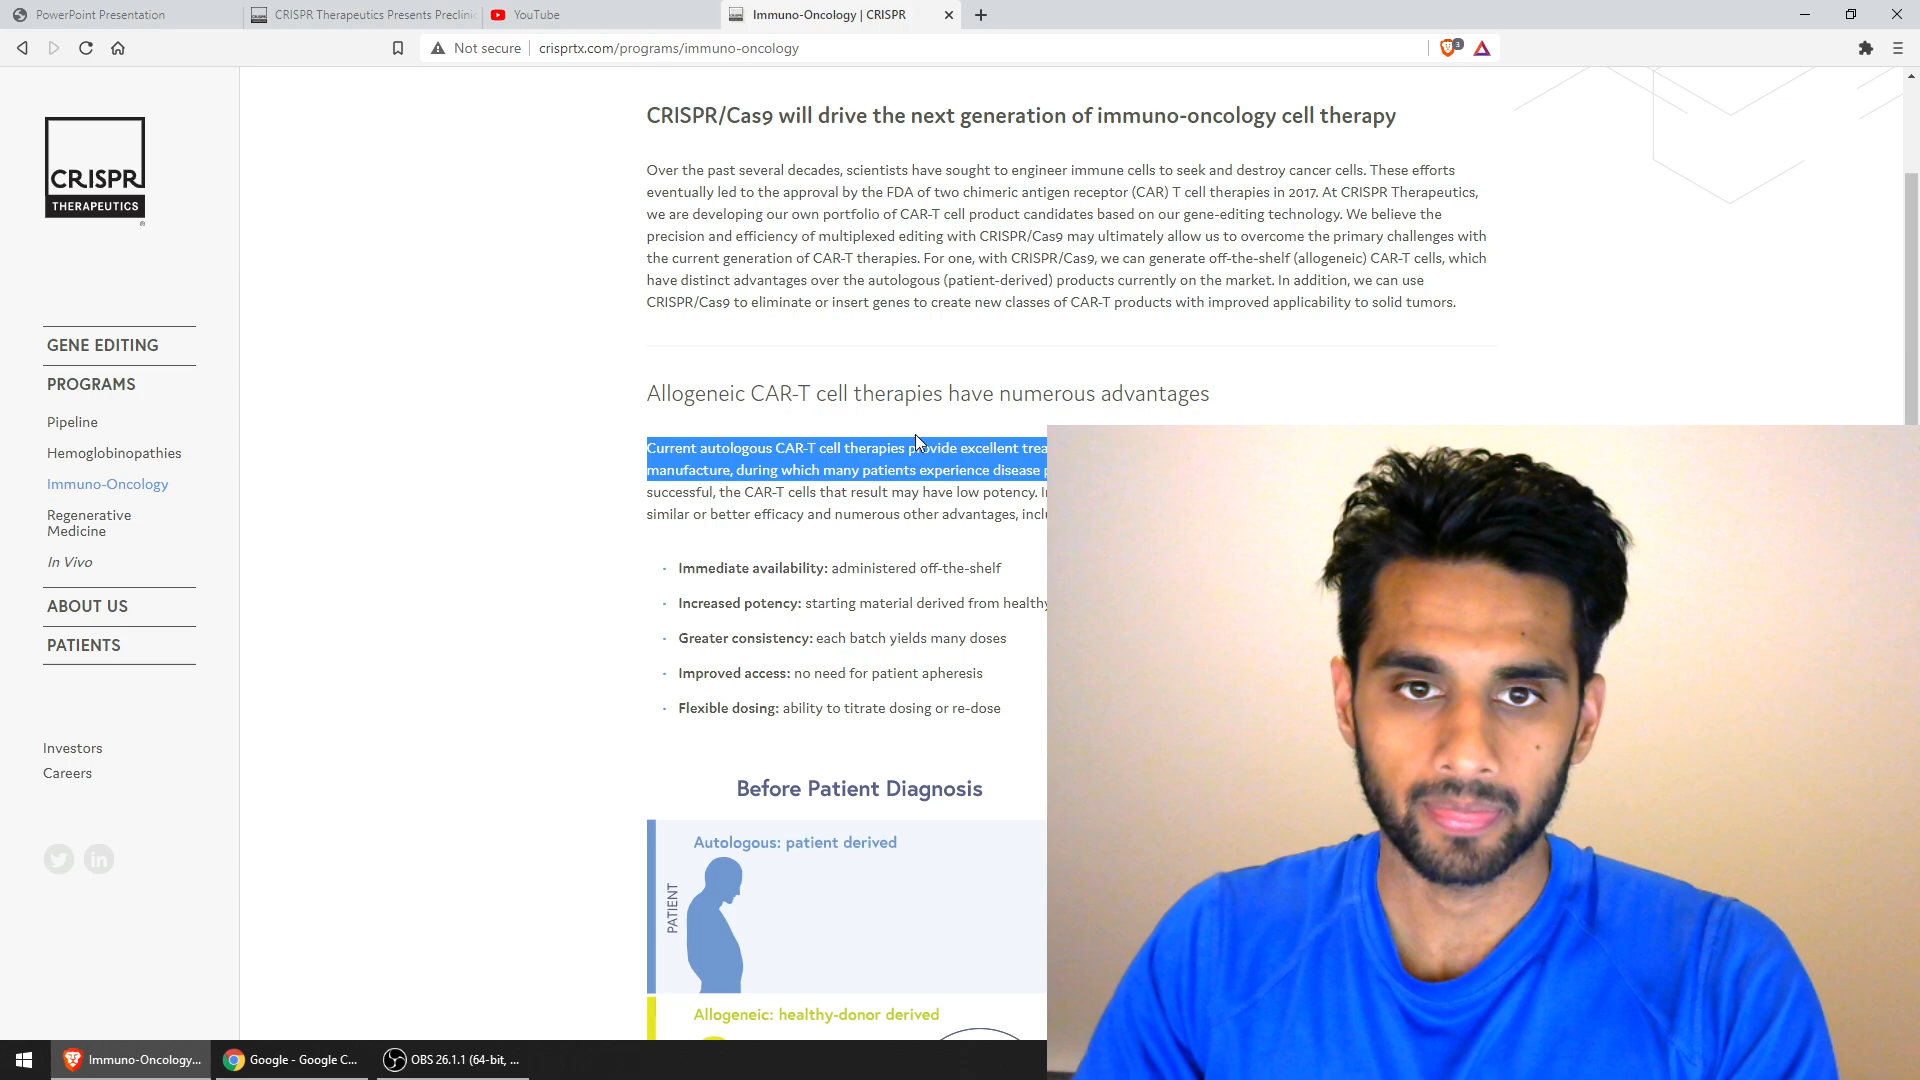 PowerPoint Presentation
CRISPR Therapeutics Presents Preclinic
YouTube
Immuno-Oncology | CRISPR
Not secure
crisprtx.com/programs/immuno-oncology
3
CRISPR
THERAPEUTICS
GENE EDITING
PROGRAMS
Pipeline
Hemoglobinopathies
Immuno-Oncology
Regenerative
Medicine
In Vivo
ABOUT US
PATIENTS
Investors
Careers
CRISPR/Cas9 will drive the next generation of immuno-oncology cell therapy
Over the past several decades, scientists have sought to engineer immune cells to seek and destroy cancer cells. These efforts
eventually led to the approval by the FDA of two chimeric antigen receptor (CAR) T cell therapies in 2017. At CRISPR Therapeutics,
we are developing our own portfolio of CAR-T cell product candidates based on our gene-editing technology. We believe the
precision and efficiency of multiplexed editing with CRISPR/Cas9 may ultimately allow us to overcome the primary challenges with
the current generation of CAR-T therapies. For one, with CRISPR/Cas9, we can generate off-the-shelf (allogeneic) CAR-T cells, which
have distinct advantages over the autologous (patient-derived) products currently on the market. In addition, we can use
CRISPR/Cas9 to eliminate or insert genes to create new classes of CAR-T products with improved applicability to solid tumors.
Allogeneic CAR-T cell therapies have numerous advantages
Current autologous CAR-T cell therapies provide excellent trea
manufacture, during which many patients experience disease p
successful, the CAR-T cells that result may have low potency. I
similar or better efficacy and numerous other advantages, inclu
- Immediate availability: administered off-the-shelf
- Increased potency: starting material derived from healthy
- Greater consistency: each batch yields many doses
- Improved access: no need for patient apheresis
- Flexible dosing: ability to titrate dosing or re-dose
Before Patient Diagnosis
Autologous: patient derived
PATIENT
Allogeneic: healthy-donor derived
Immuno-Oncology...
Google - Google C...
OBS 26.1.1 (64-bit, ...